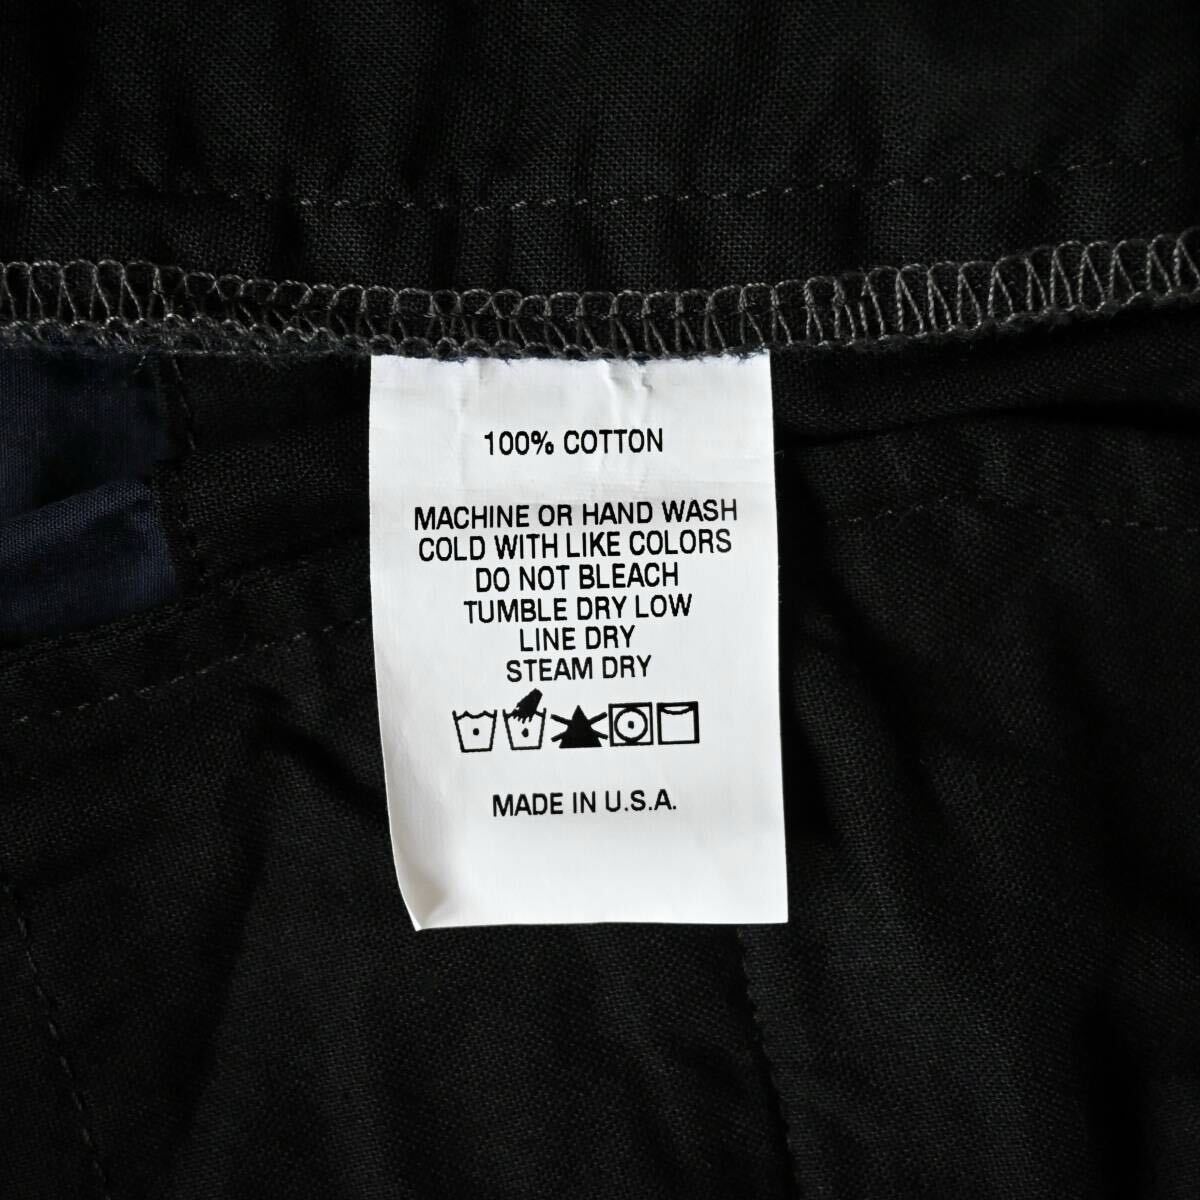 100% COTTON
MACHINE OR HAND WASH
COLD WITH LIKE COLORS
DO NOT BLEACH
TUMBLE DRY LOW
LINE DRY
STEAM DRY
MADE IN U.S.A.